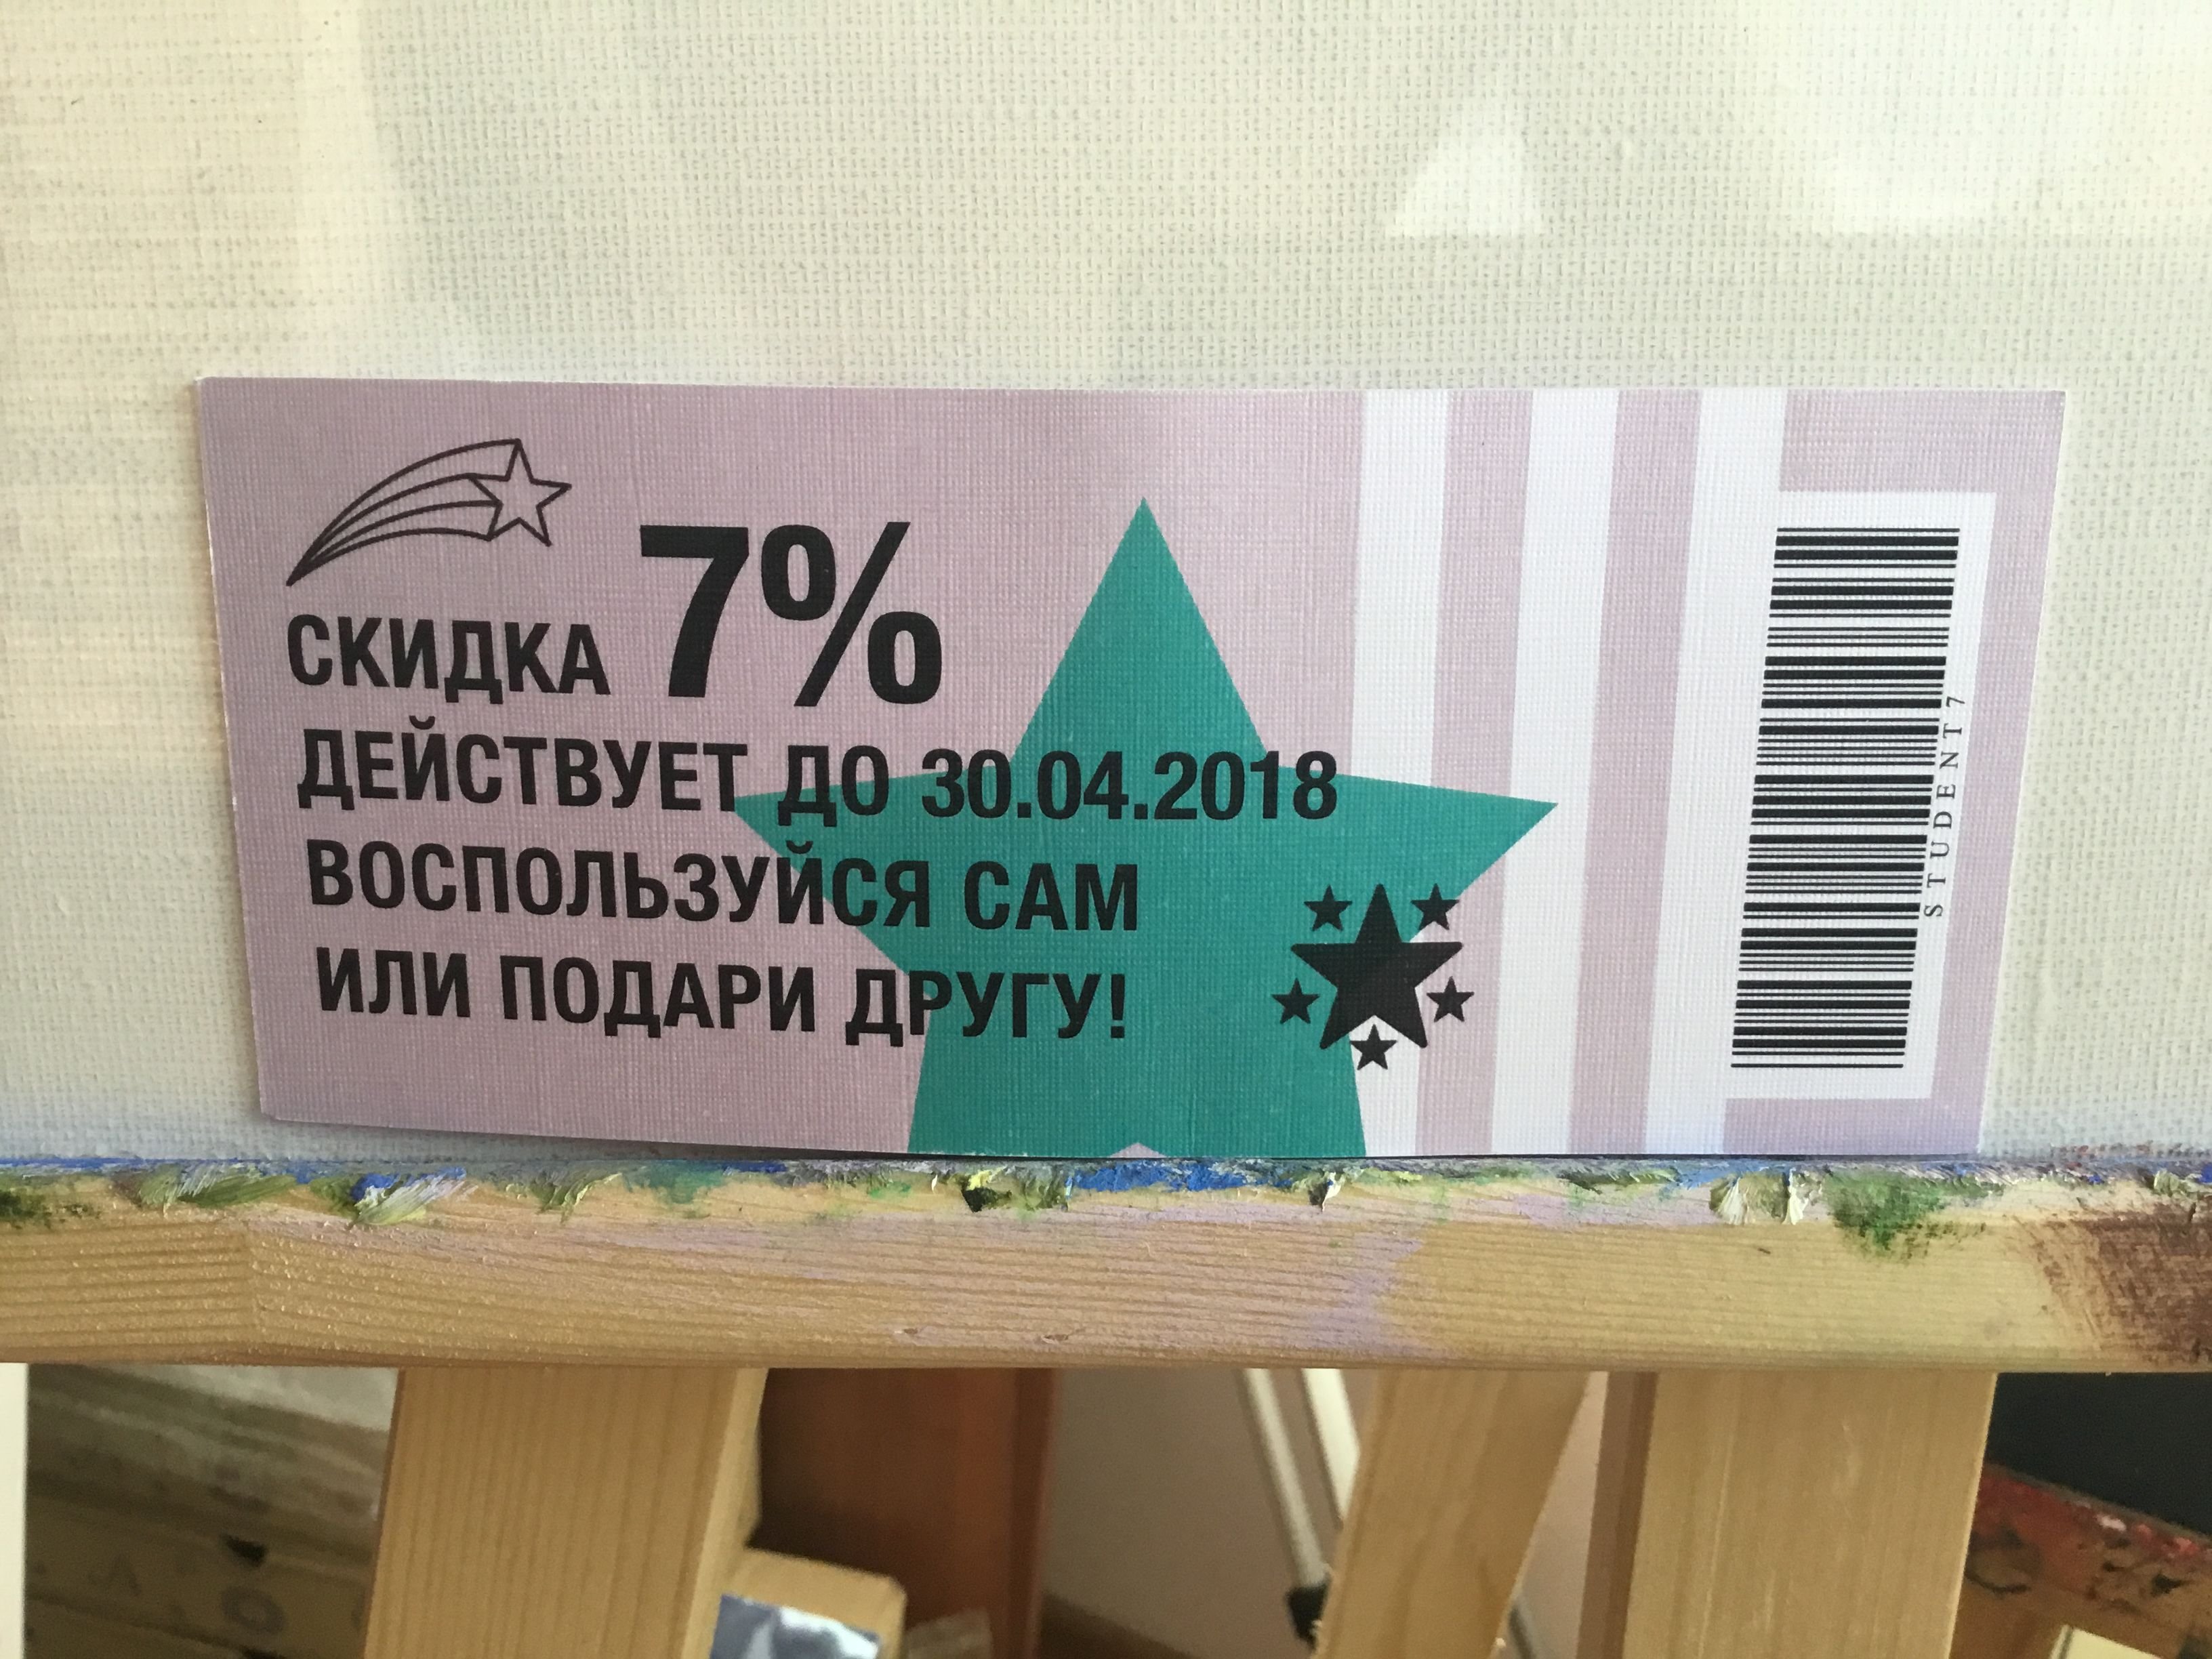 СКИДКА 7%
ДЕЙСТВУЕТ ДО 30.04.2018
ВОСПОЛЬЗУЙСЯ САМ
ИЛИ ПОДАРИ ДРУГУ!
STUDENT7